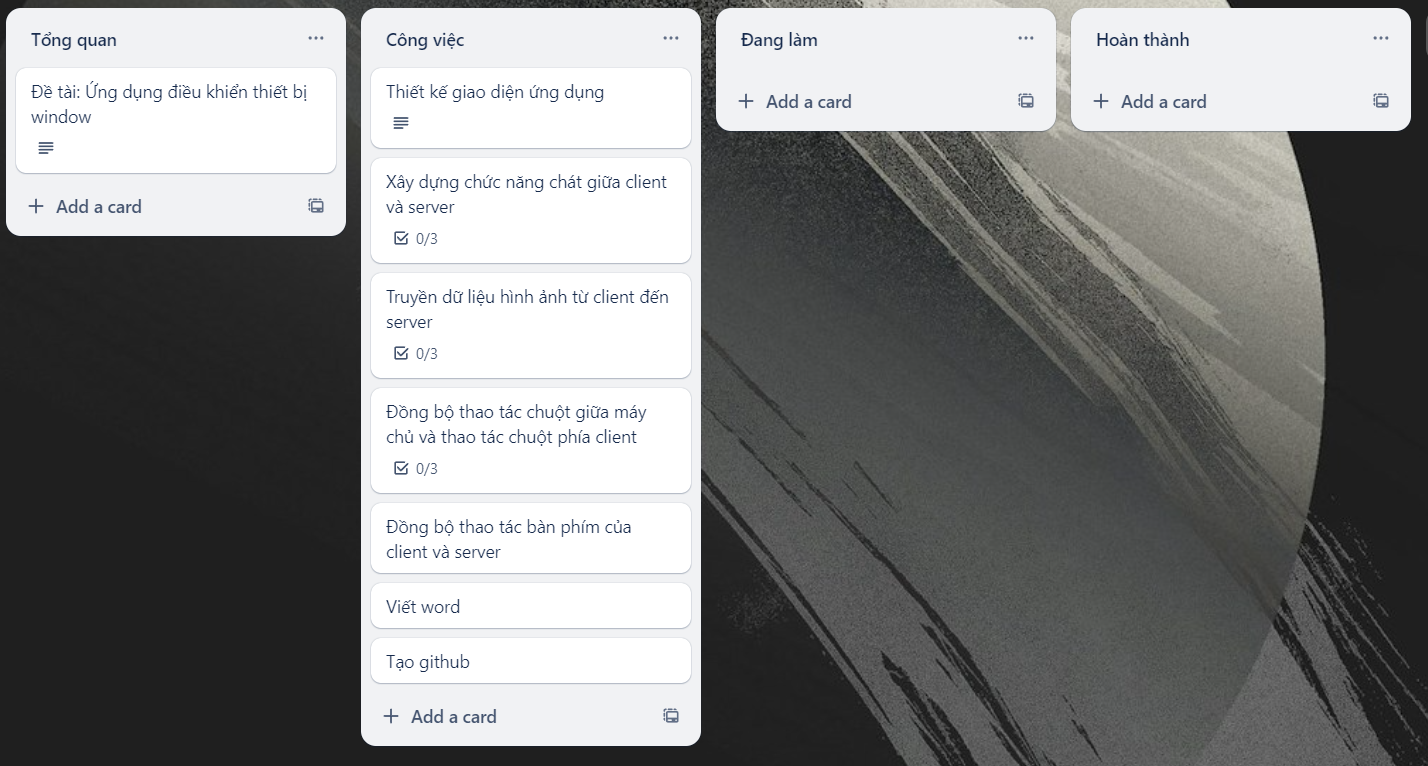 Tổng quan
Đề tài: Ứng dụng điều khiển thiết bị
window
Add a card
Công việc
Thiết kế giao diện ứng dụng
Xây dựng chức năng chát giữa client
và server
0/3
Truyền dữ liệu hình ảnh từ client đến
server
0/3
Đồng bộ thao tác chuột giữa máy
chủ và thao tác chuột phía client
0/3
Đồng bộ thao tác bàn phím của
client và server
Viết word
Tạo github
Add a card
Đang làm
Add a card
Hoàn thành
Add a card